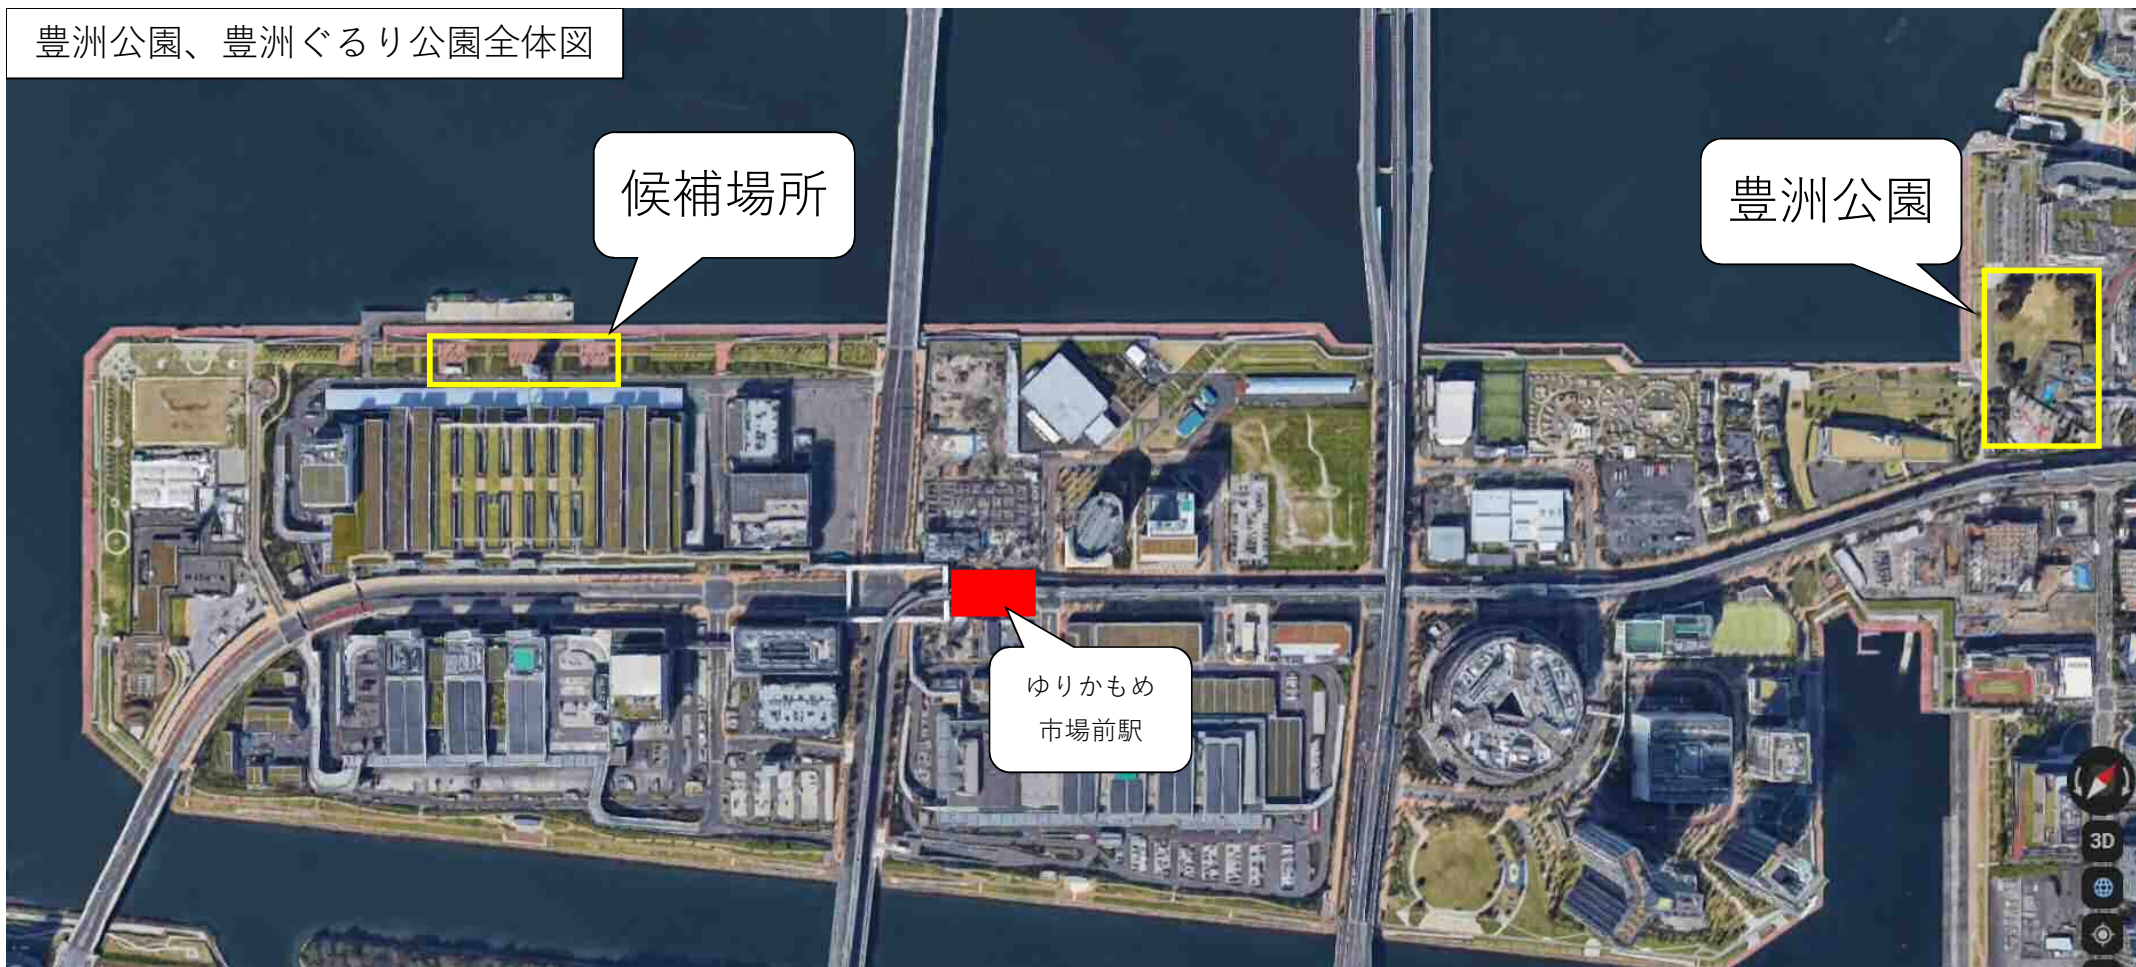 豊洲公園、豊洲ぐるり公園全体図
候補場所
豊洲公園
ゆりかもめ
市場前駅
3D